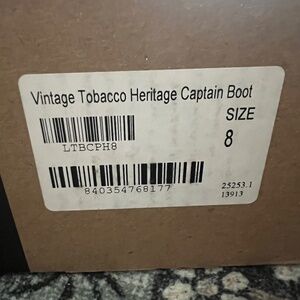 Vintage Tobacco Heritage Captain Boot
SIZE
8
LTBCPH8
840354768177
25253.1
13913